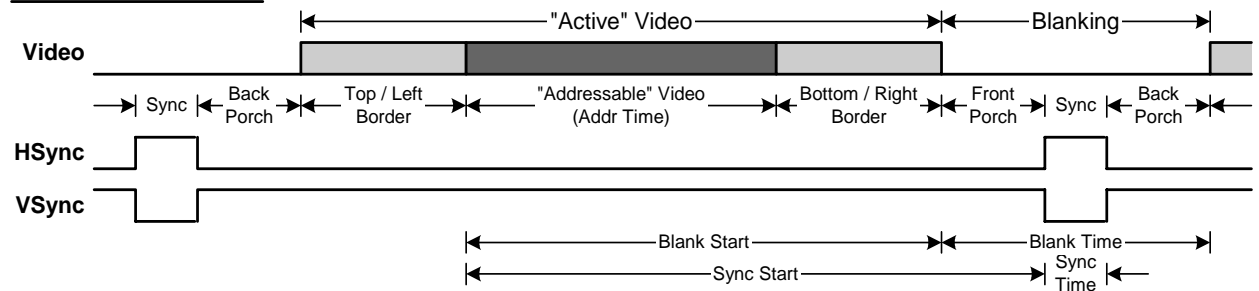 "Active" Video
Blanking
Video
Sync
Back
Porch
Top / Left
Border
"Addressable" Video
(Addr Time)
Bottom / Right
Border
Front
Porch
Sync
Back
Porch
HSync
VSync
Blank Start
Blank Time
Sync Start
Sync
Time